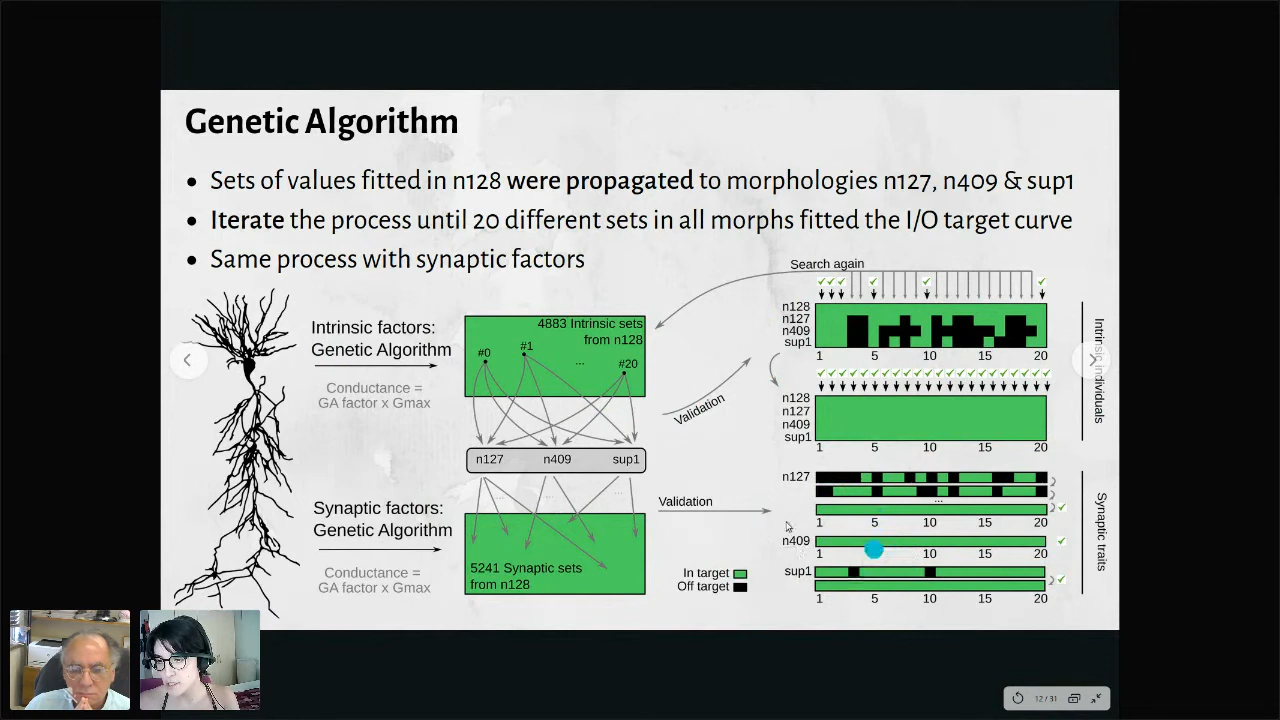 Genetic Algorithm
• Sets of values fitted in n128 were propagated to morphologies n127, n409 & sup1
• Iterate the process until 20 different sets in all morphs fitted the I/O target curve
• Same process with synaptic factors
Search again
Intrinsic factors:
Genetic Algorithm
Conductance =
GA factor x Gmax
4883 Intrinsic sets
from n128
#0
#1
...
#20
n127
n409
sup1
Validation
n128
n127
n409
sup1
1 5 10 15 20
n128
n127
n409
sup1
1 5 10 15 20
Intrinsic individuals
Synaptic factors:
Genetic Algorithm
Conductance =
GA factor x Gmax
... ... ...
5241 Synaptic sets
from n128
Validation
In target
Off target
n127
...
1 5 10 15 20
n409
1 5 10 15 20
sup1
1 5 10 15 20
Synaptic traits
12 / 31